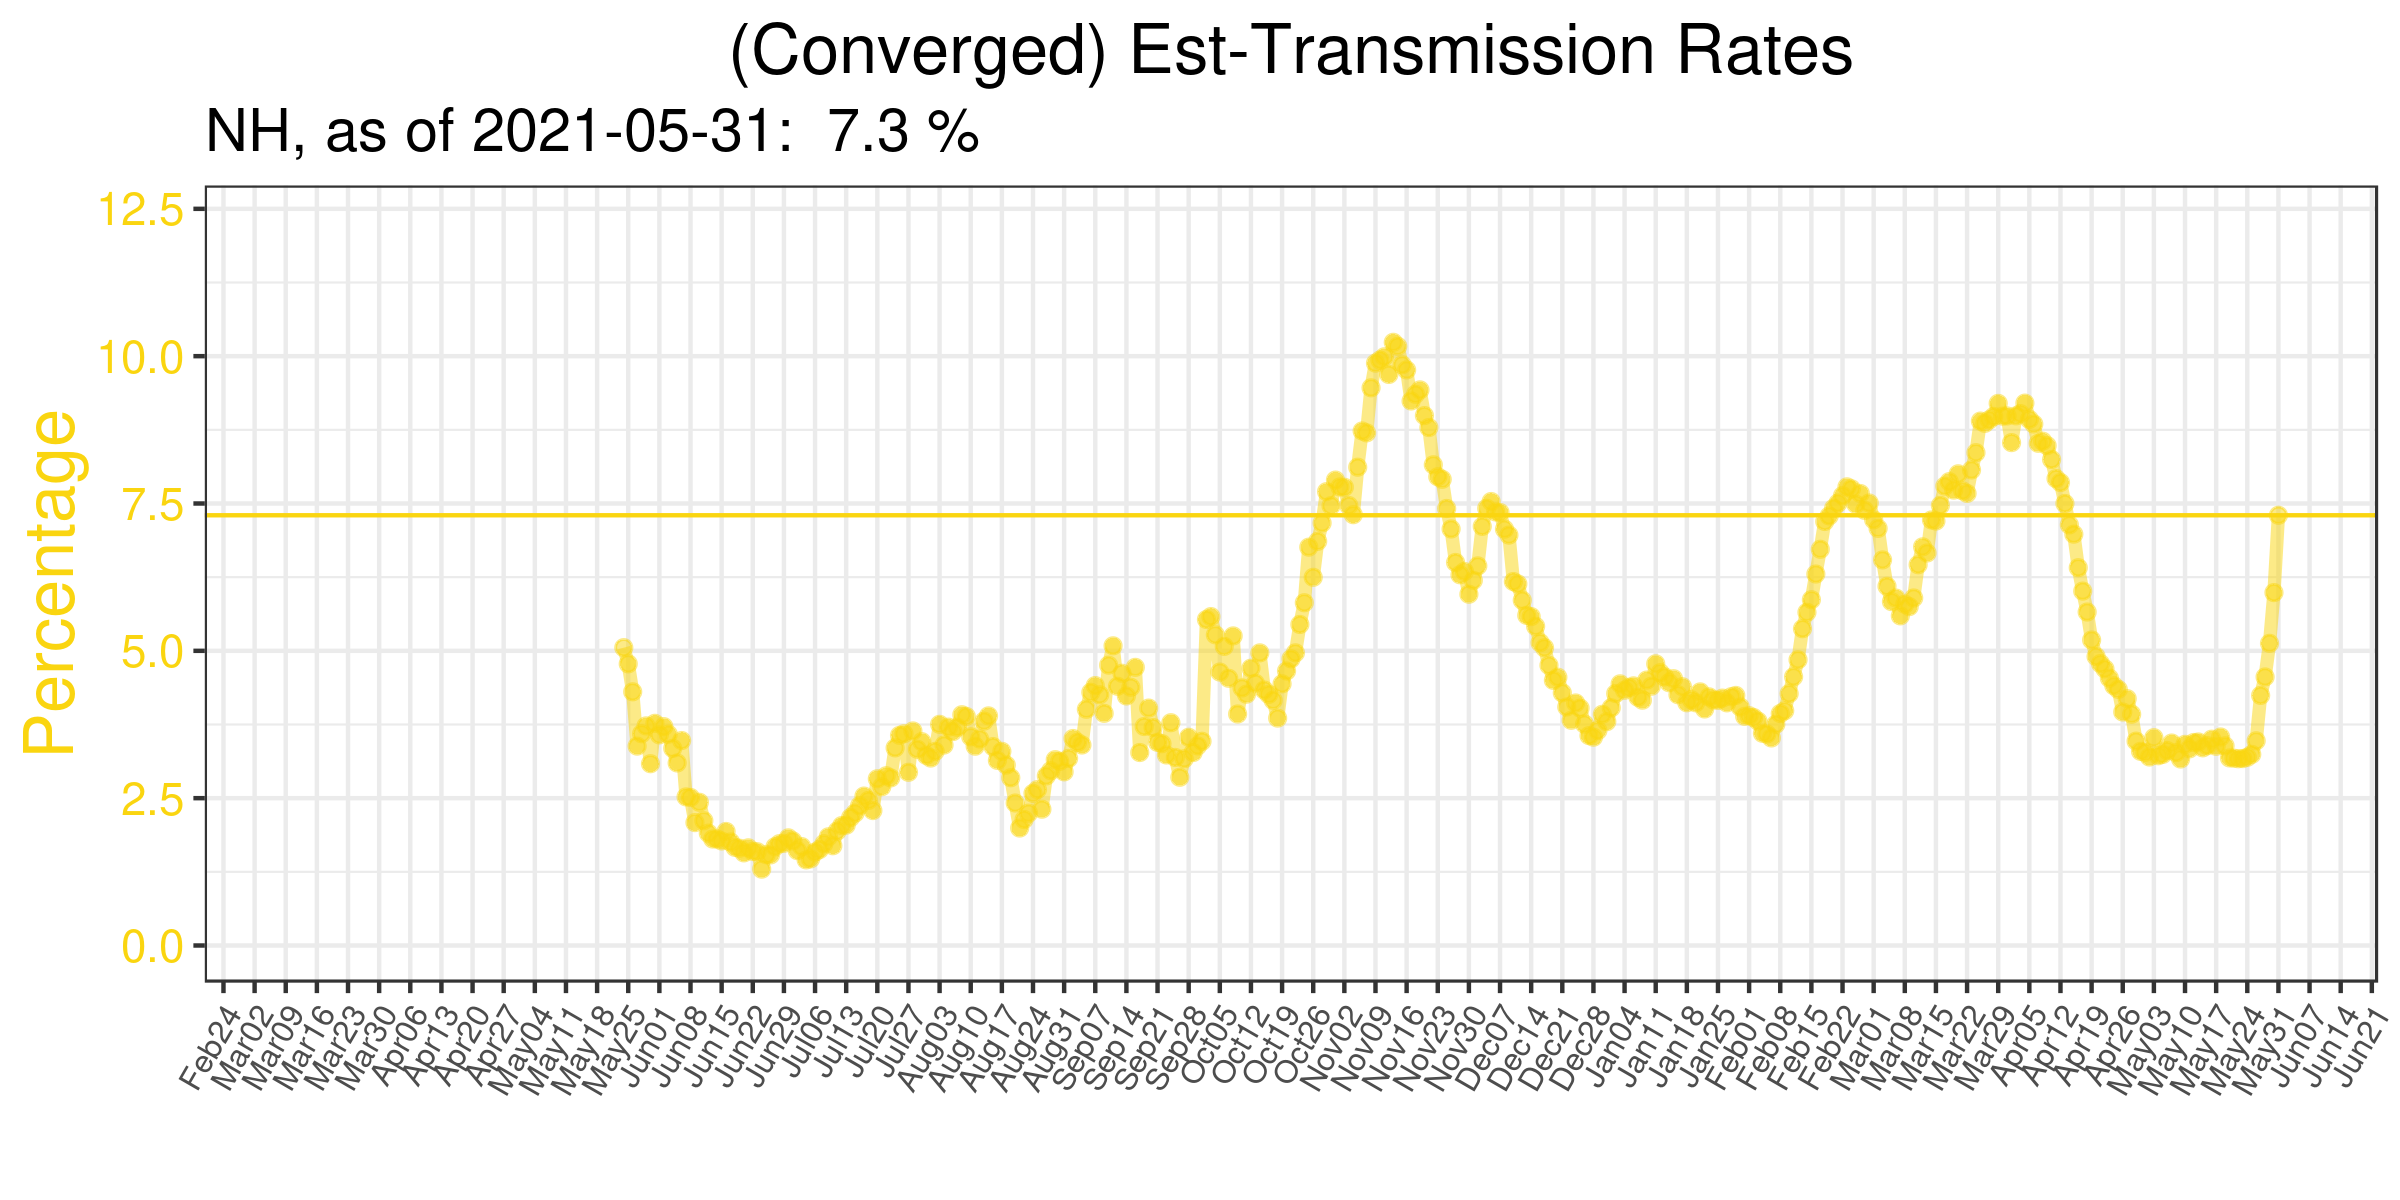 (Converged) Est-Transmission Rates
NH, as of 2021-05-31:  7.3 %
Percentage
12.5
10.0
7.5
5.0
2.5
0.0
Feb24
Mar02
Mar09
Mar16
Mar23
Mar30
Apr06
Apr13
Apr20
Apr27
May04
May11
May18
May25
Jun01
Jun08
Jun15
Jun22
Jun29
Jul06
Jul13
Jul20
Jul27
Aug03
Aug10
Aug17
Aug24
Aug31
Sep07
Sep14
Sep21
Sep28
Oct05
Oct12
Oct19
Oct26
Nov02
Nov09
Nov16
Nov23
Nov30
Dec07
Dec14
Dec21
Dec28
Jan04
Jan11
Jan18
Jan25
Feb01
Feb08
Feb15
Feb22
Mar01
Mar08
Mar15
Mar22
Mar29
Apr05
Apr12
Apr19
Apr26
May03
May10
May17
May24
May31
Jun07
Jun14
Jun21